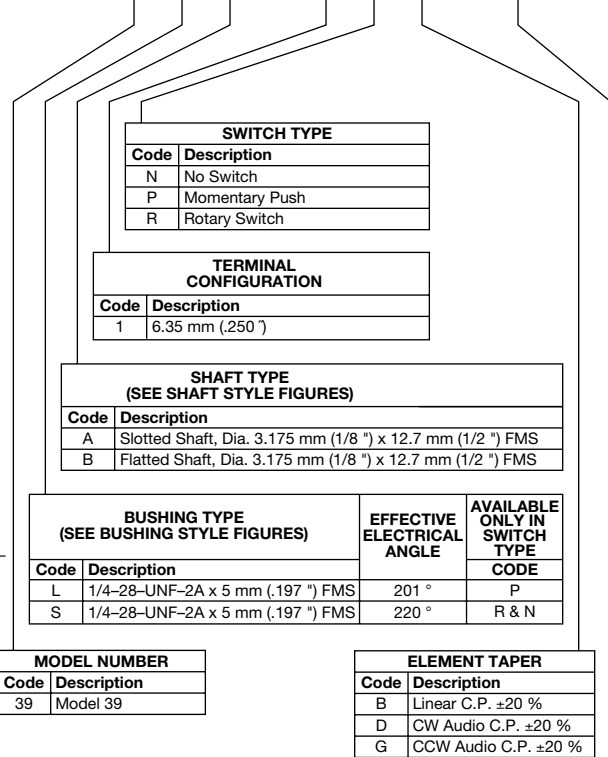 SWITCH TYPE
Code Description
N No Switch
P Momentary Push
R Rotary Switch
TERMINAL
CONFIGURATION
Code Description
1 6.35 mm (.250 ˝)
SHAFT TYPE
(SEE SHAFT STYLE FIGURES)
Code Description
A Slotted Shaft, Dia. 3.175 mm (1/8 ") x 12.7 mm (1/2 ") FMS
B Flatted Shaft, Dia. 3.175 mm (1/8 ") x 12.7 mm (1/2 ") FMS
BUSHING TYPE
(SEE BUSHING STYLE FIGURES)
EFFECTIVE
ELECTRICAL
ANGLE
AVAILABLE
ONLY IN
SWITCH
TYPE
Code Description CODE
L 1/4–28–UNF–2A x 5 mm (.197 ") FMS 201 ° P
S 1/4–28–UNF–2A x 5 mm (.197 ") FMS 220 ° R & N
MODEL NUMBER
Code Description
39 Model 39
ELEMENT TAPER
Code Description
B Linear C.P. ±20 %
D CW Audio C.P. ±20 %
G CCW Audio C.P. ±20 %